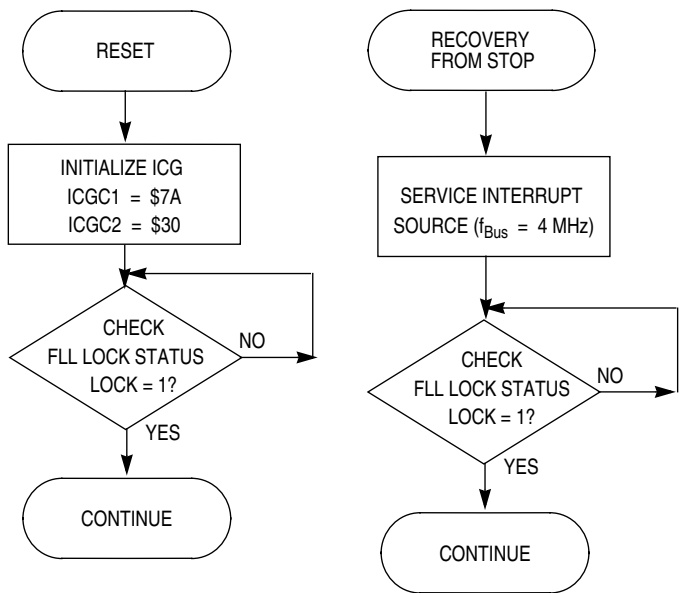 RESET
INITIALIZE ICG
ICGC1 = $7A
ICGC2 = $30
CHECK
FLL LOCK STATUS
LOCK = 1?
NO
YES
CONTINUE
RECOVERY
FROM STOP
SERVICE INTERRUPT
SOURCE (fBus = 4 MHz)
CHECK
FLL LOCK STATUS
LOCK = 1?
NO
YES
CONTINUE